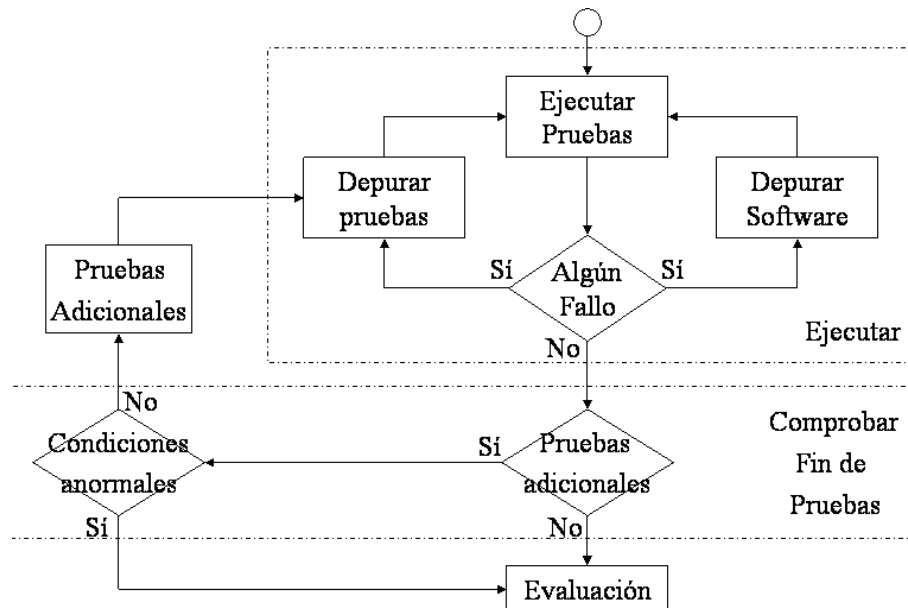 Ejecutar
Pruebas
Depurar
pruebas
Depurar
Software
Pruebas
Adicionales
Sí
Algún
Fallo
Sí
Ejecutar
No
No
Condiciones
anormales
Sí
Pruebas
adicionales
Comprobar
Fin de
Pruebas
Sí
No
Evaluación